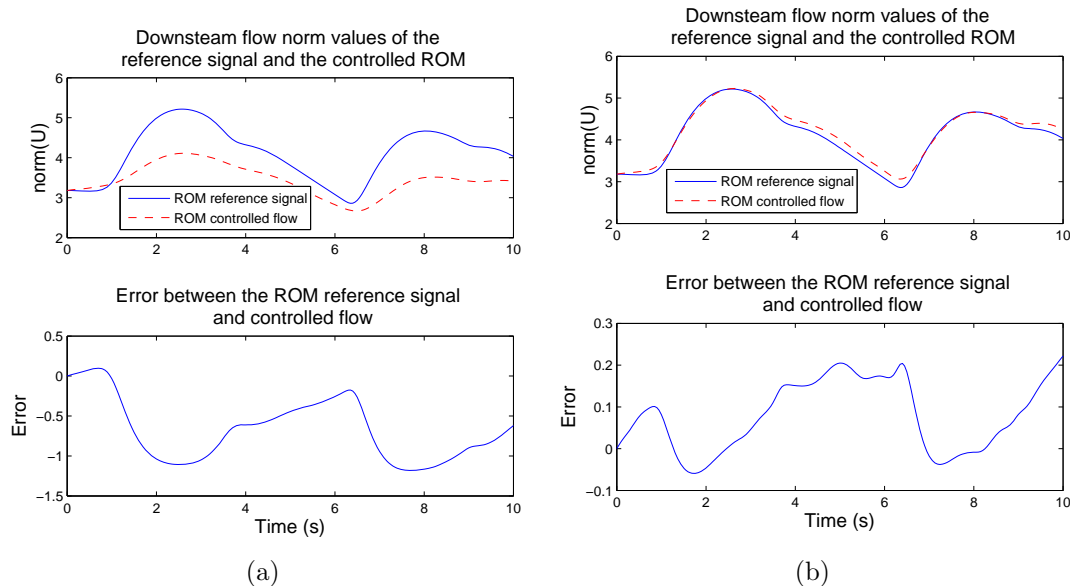 Downsteam flow norm values of the
reference signal and the controlled ROM
6
5
4
3
2
norm(U)
ROM reference signal
ROM controlled flow
0 2 4 6 8 10
Error between the ROM reference signal
and controlled flow
0.5
0
−0.5
−1
−1.5
Error
0 2 4 6 8 10
Time (s)
(a)
Downsteam flow norm values of the
reference signal and the controlled ROM
6
5
4
3
2
norm(U)
ROM reference signal
ROM controlled flow
0 2 4 6 8 10
Error between the ROM reference signal
and controlled flow
0.3
0.2
0.1
0
−0.1
Error
0 2 4 6 8 10
Time (s)
(b)